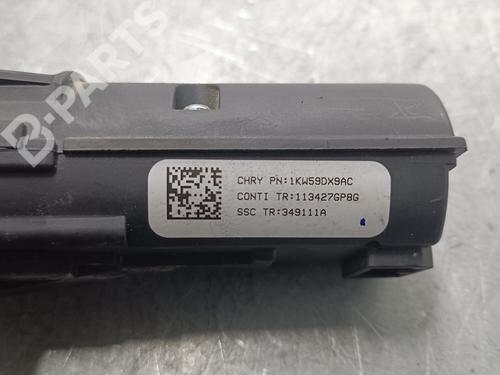 B-PARTS
CHRY PN:1KW59DX9AC
CONTI TR:113427GP8G
SSC TR:349111A